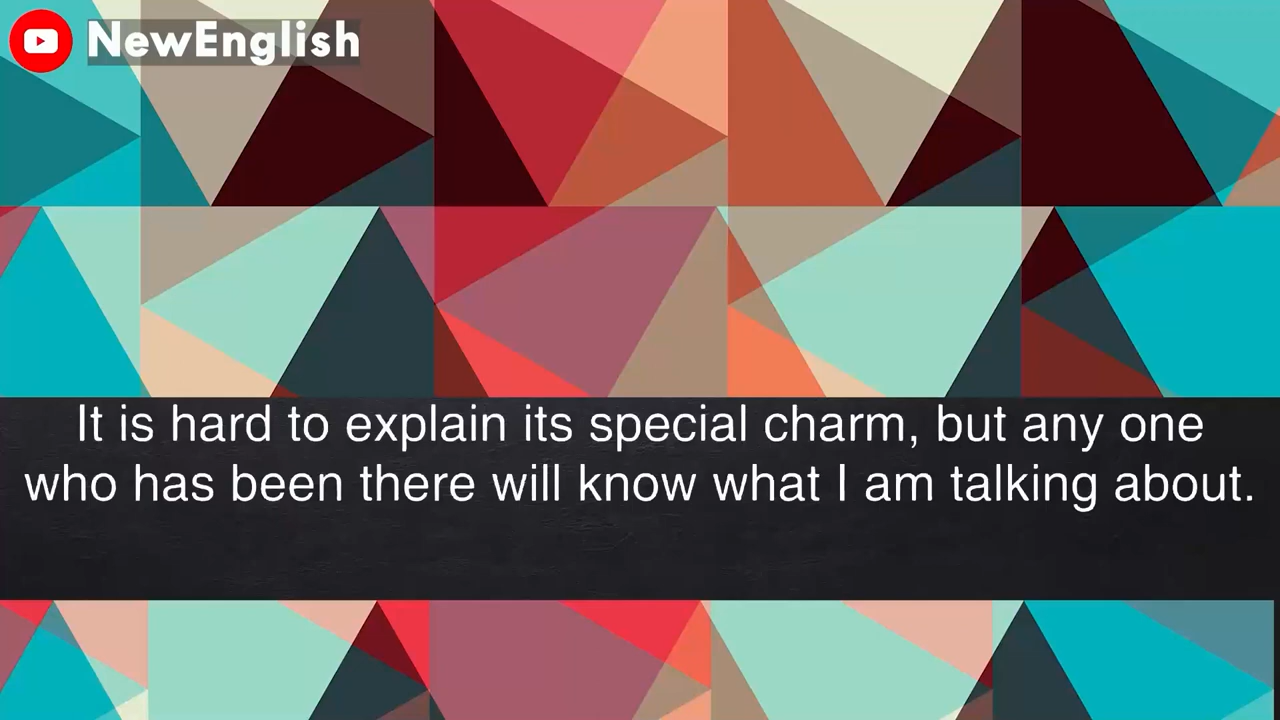 NewEnglish
It is hard to explain its special charm, but any one
who has been there will know what I am talking about.